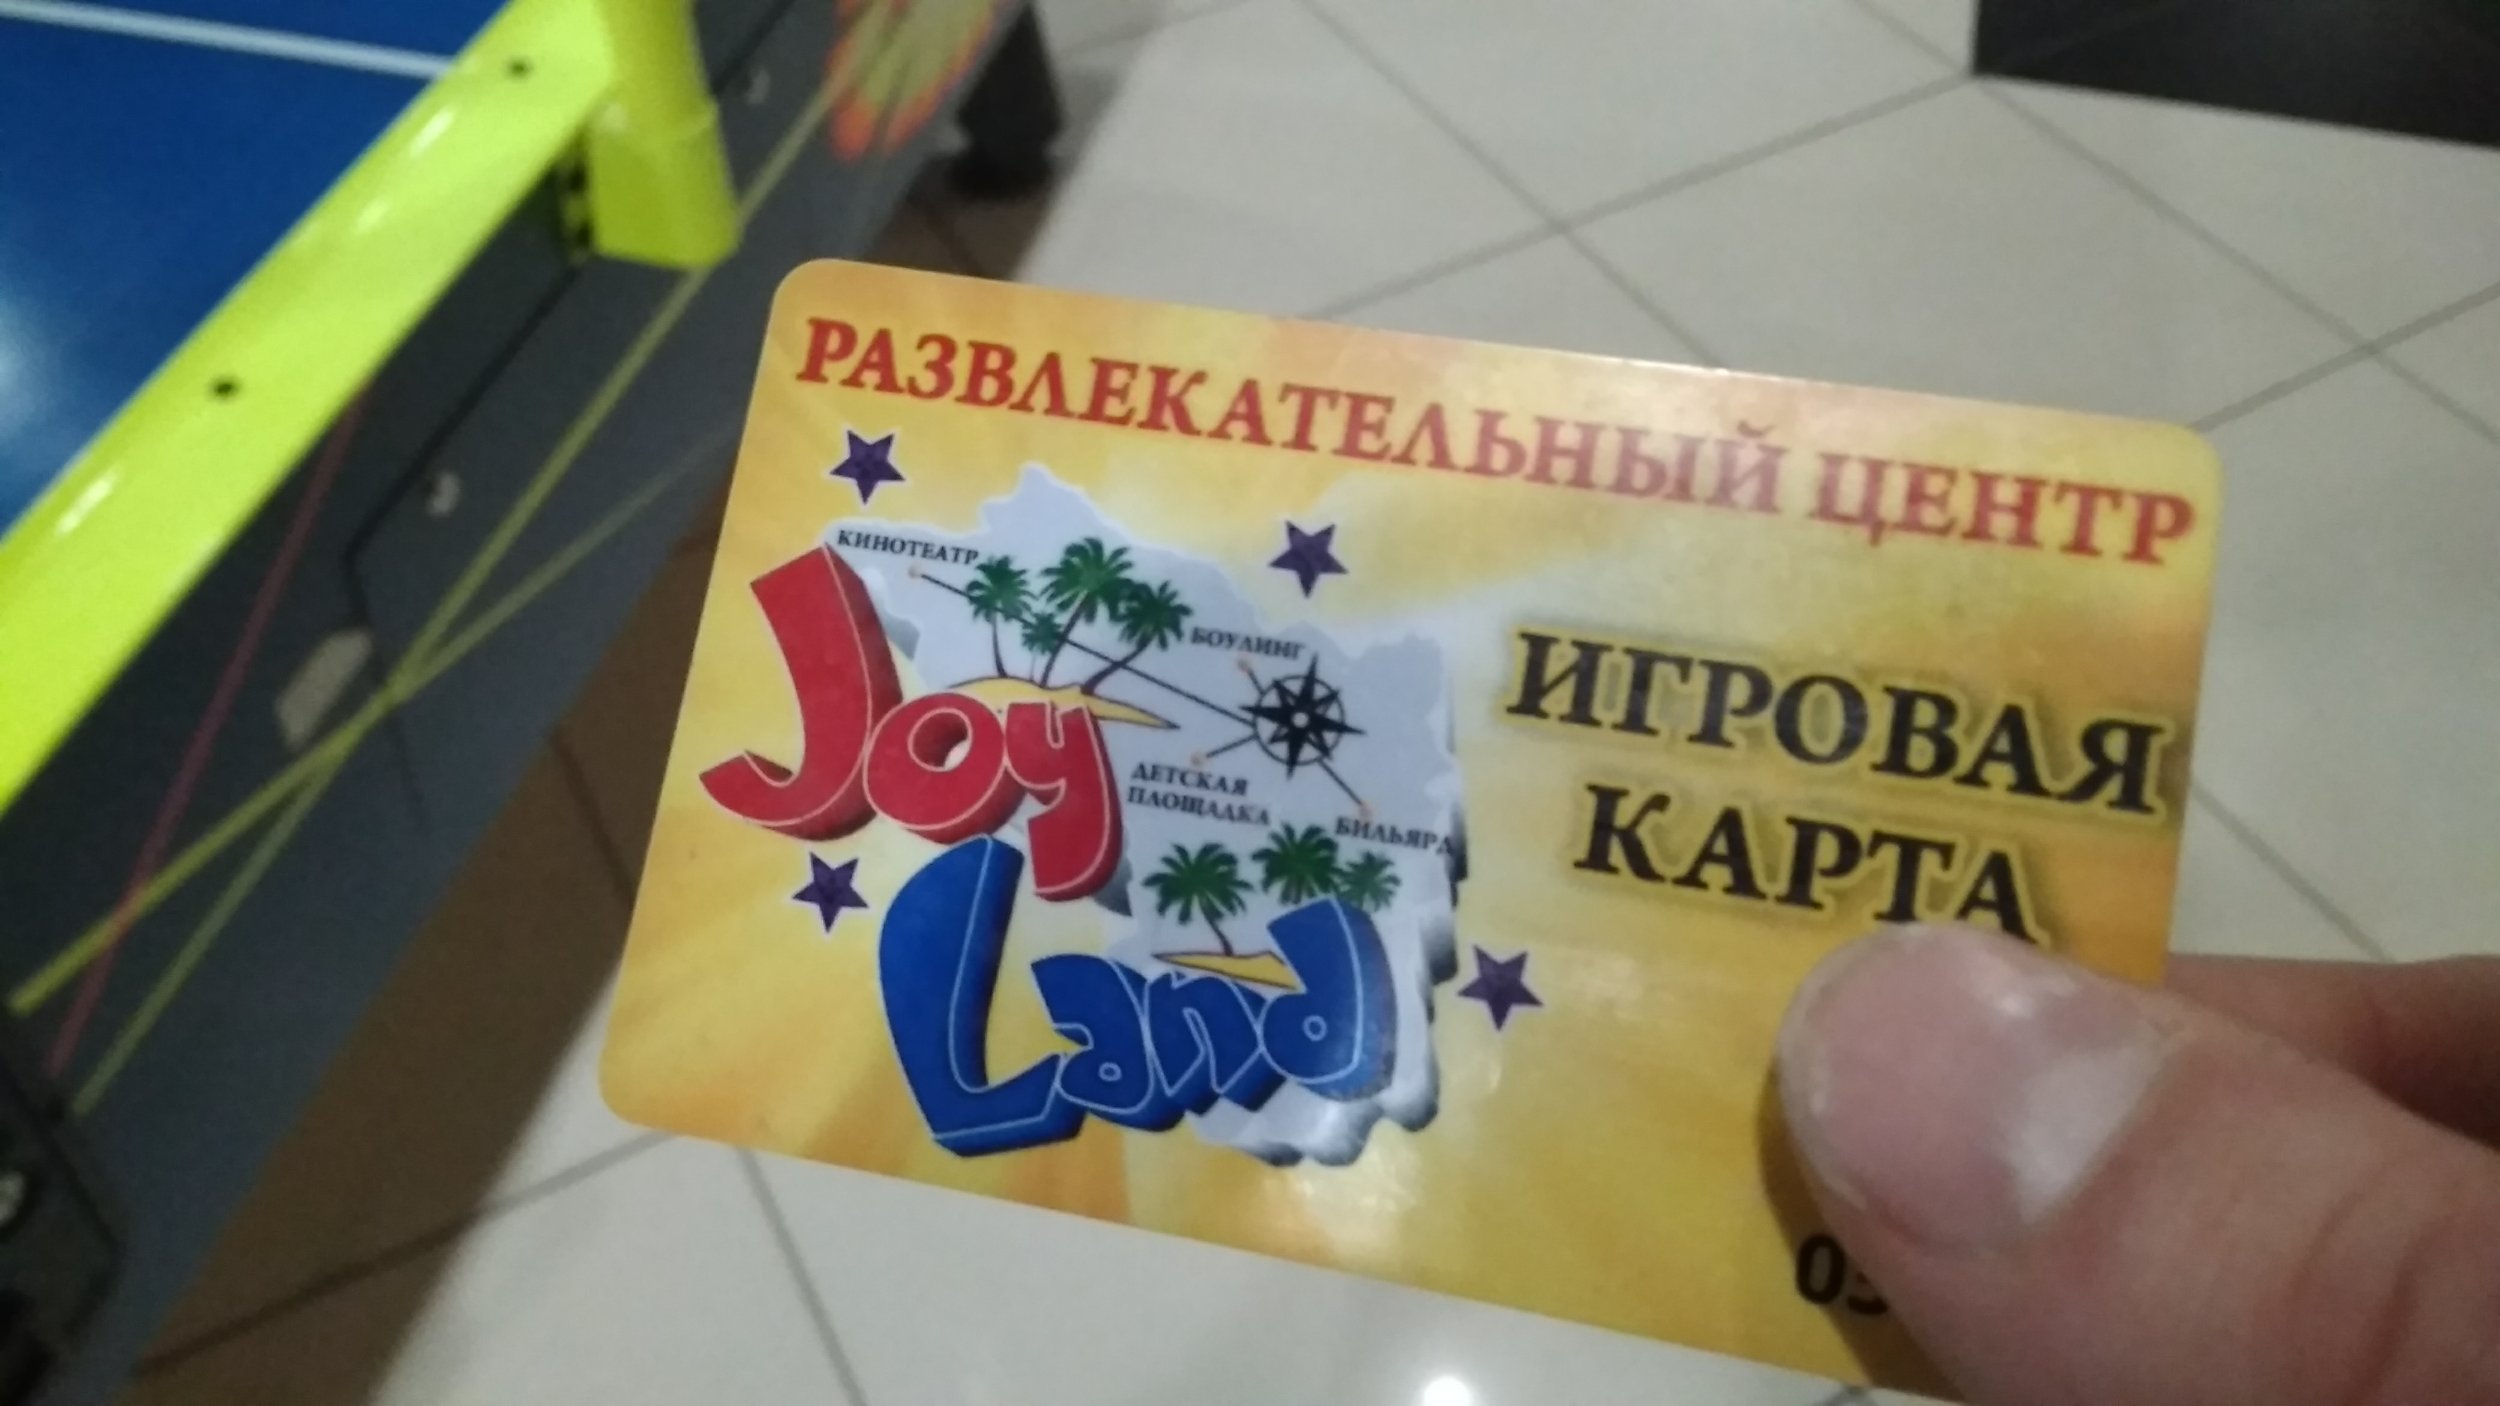 РАЗВЛЕКАТЕЛЬНЫЙ ЦЕНТР
КИНОТЕАТР
БОУЛИНГ
Joy
ДЕТСКАЯ
ПЛОЩАДКА
БИЛЬЯРД
Land
ИГРОВАЯ
КАРТА